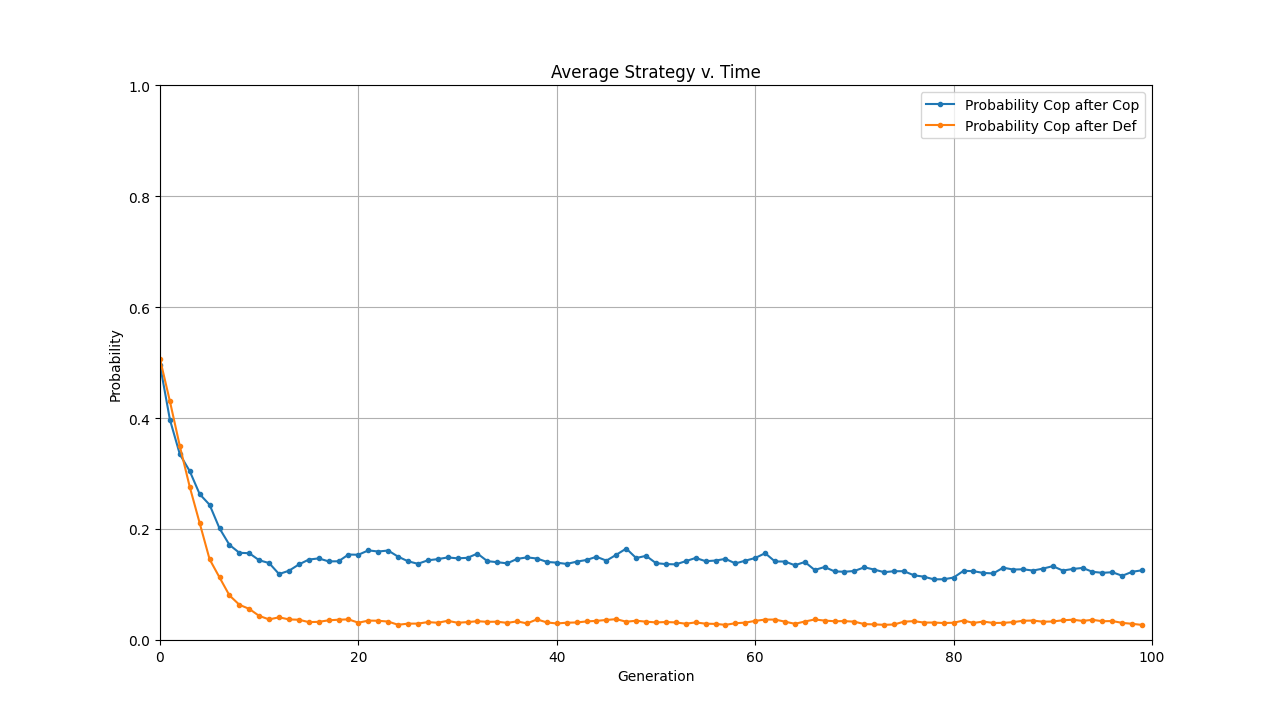 Average Strategy v. Time
Probability Cop after Cop
Probability Cop after Def
Probability
1.0
0.8
0.6
0.4
0.2
0.0
0 20 40 60 80 100
Generation